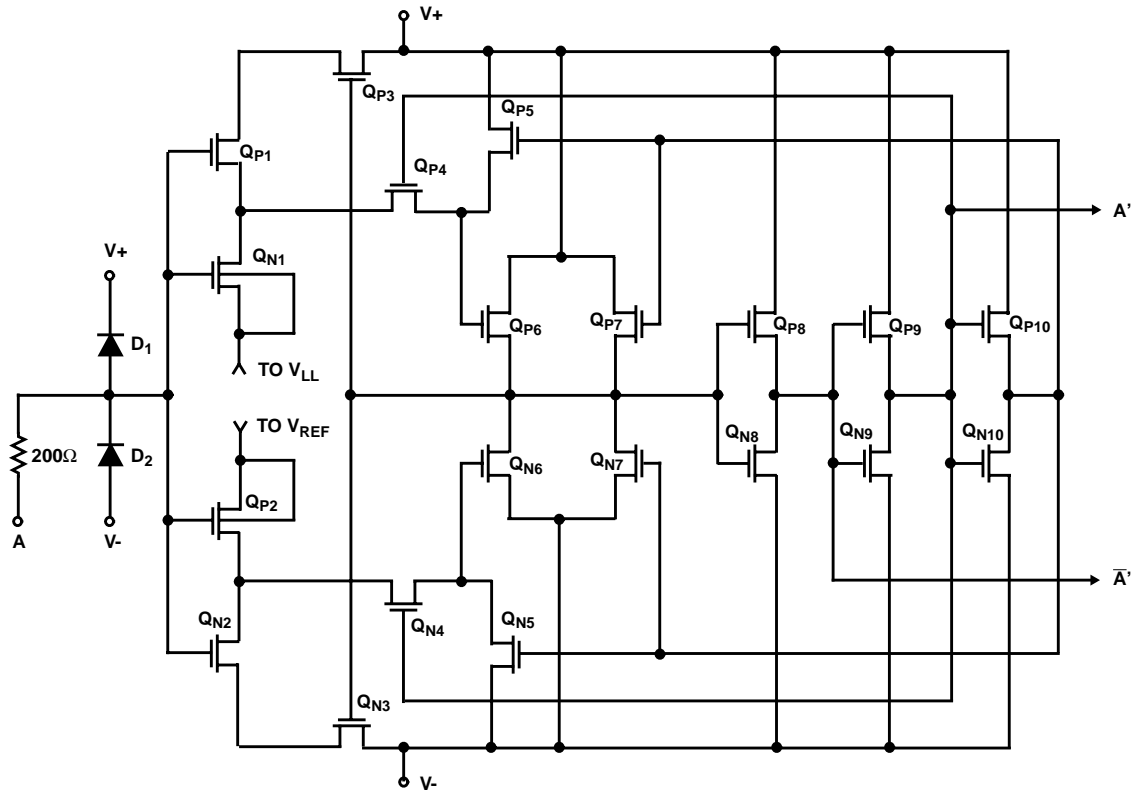 V+
QP3
QP5
QP1
QP4
A’
V+
QN1
QP6
QP7
QP8
QP9
QP10
D1
TO VLL
TO VREF
200Ω
D2
QN6
QN7
QN8
QN9
QN10
QP2
A
V-
A̅’
QN2
QN4
QN5
QN3
V-